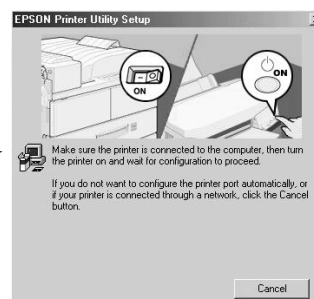 EPSON Printer Utility Setup
ON
ON
Make sure the printer is connected to the computer, then turn
the printer on and wait for configuration to proceed.
If you do not want to configure the printer port automatically, or
if your printer is connected through a network, click the Cancel
button.
Cancel